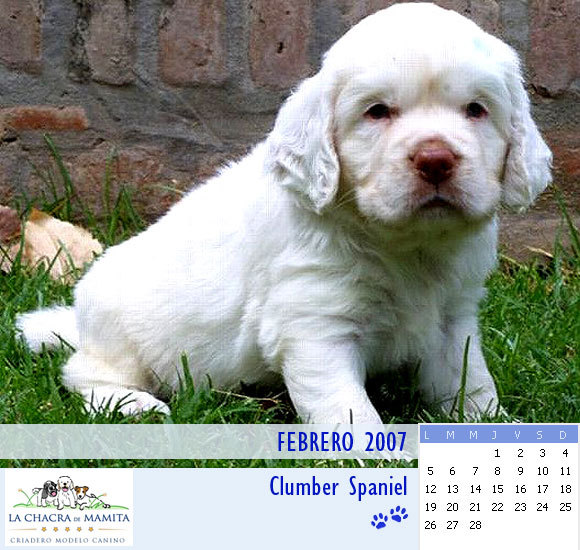 FEBRERO 2007
Clumber Spaniel
LA CHACRA DE MAMITA
CRIADERO MODELO CANINO
L M M J V S D
1 2 3 4
5 6 7 8 9 10 11
12 13 14 15 16 17 18
19 20 21 22 23 24 25
26 27 28